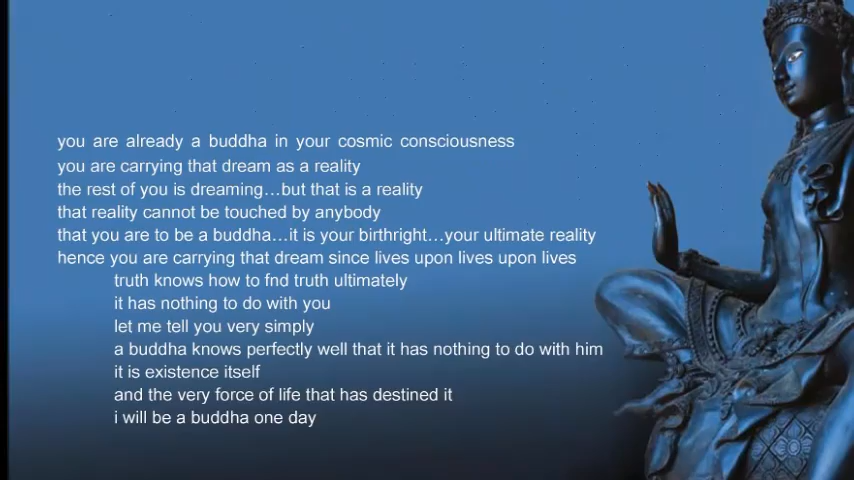 you are already a buddha in your cosmic consciousness
you are carrying that dream as a reality
the rest of you is dreaming...but that is a reality
that reality cannot be touched by anybody
that you are to be a buddha...it is your birthright...your ultimate reality
hence you are carrying that dream since lives upon lives upon lives
truth knows how to fnd truth ultimately
it has nothing to do with you
let me tell you very simply
a buddha knows perfectly well that it has nothing to do with him
it is existence itself
and the very force of life that has destined it
i will be a buddha one day